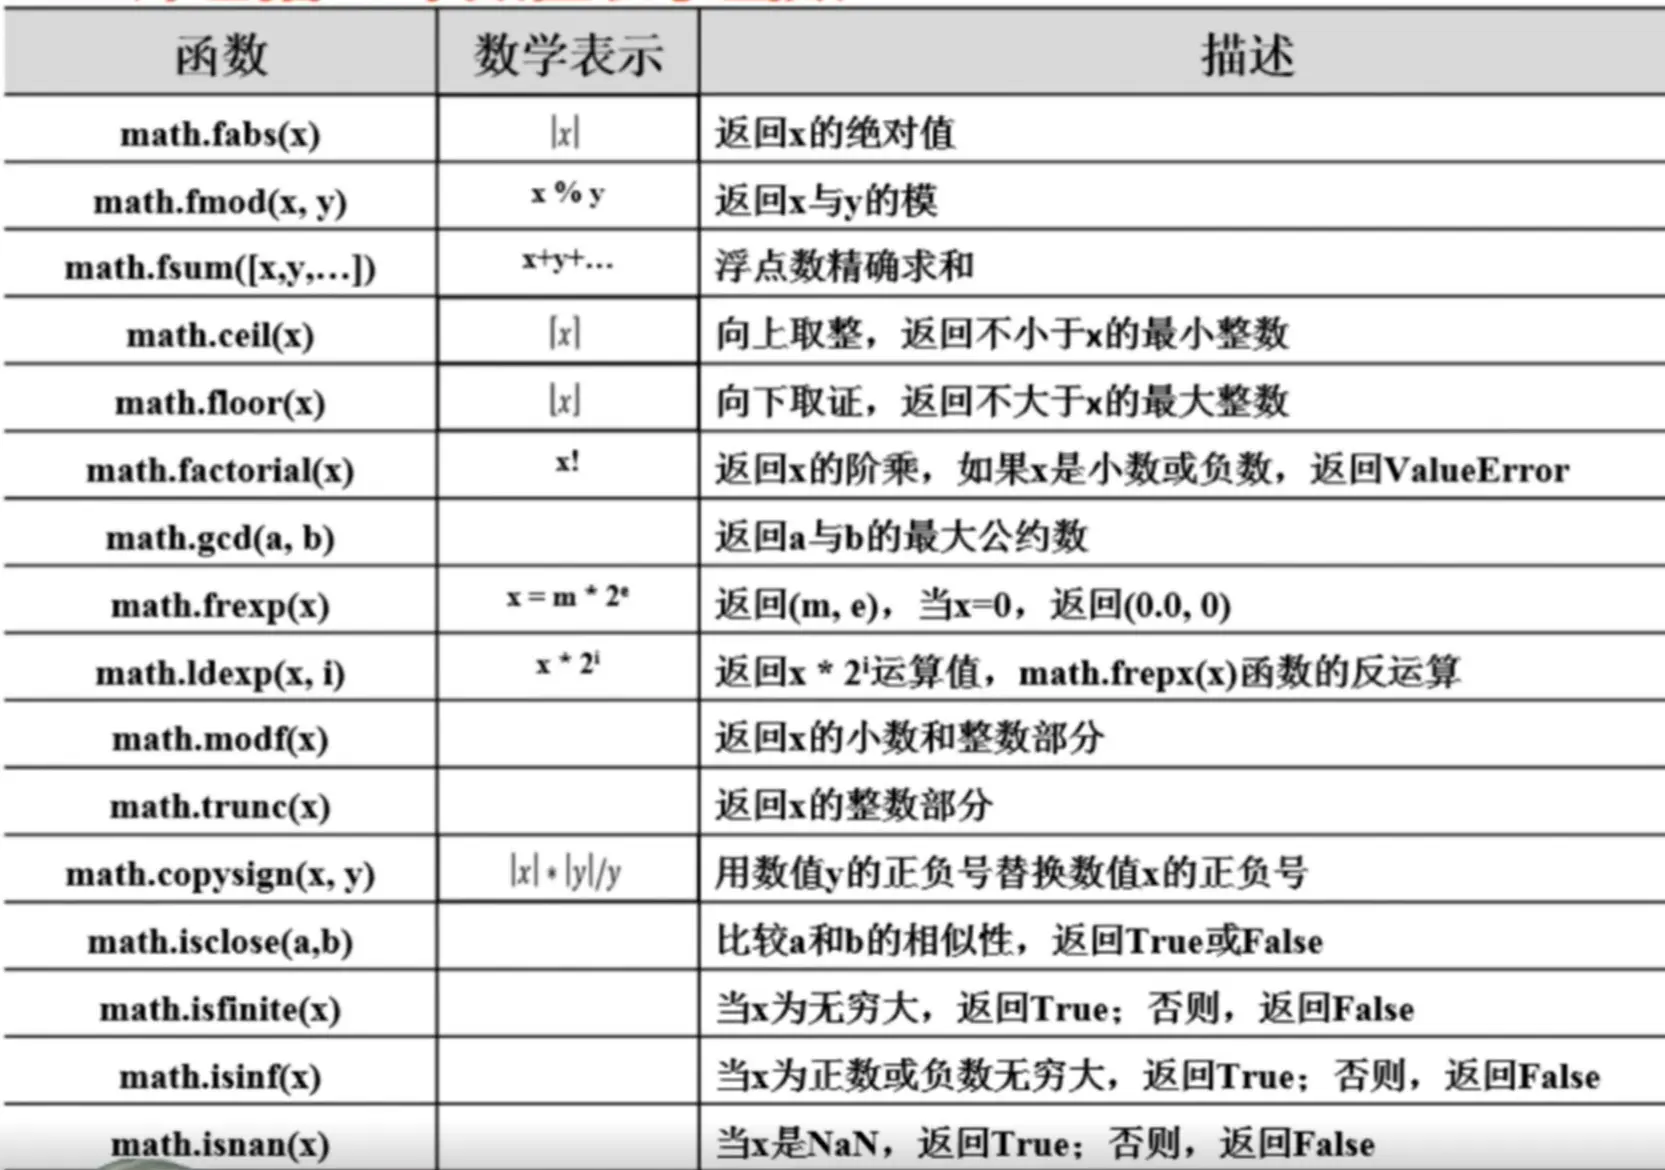 函数 数学表示 描述
math.fabs(x) |x| 返回x的绝对值
math.fmod(x, y) x % y 返回x与y的模
math.fsum([x,y,…]) x+y+… 浮点数精确求和
math.ceil(x) ⌈x⌉ 向上取整，返回不小于x的最小整数
math.floor(x) ⌊x⌋ 向下取证，返回不大于x的最大整数
math.factorial(x) x! 返回x的阶乘，如果x是小数或负数，返回ValueError
math.gcd(a, b) 返回a与b的最大公约数
math.frexp(x) x = m * 2ᵉ 返回(m, e)，当x=0，返回(0.0, 0)
math.ldexp(x, i) x * 2ⁱ 返回x * 2ⁱ运算值，math.frepx(x)函数的反运算
math.modf(x) 返回x的小数和整数部分
math.trunc(x) 返回x的整数部分
math.copysign(x, y) |x| * |y|/y 用数值y的正负号替换数值x的正负号
math.isclose(a,b) 比较a和b的相似性，返回True或False
math.isfinite(x) 当x为无穷大，返回True；否则，返回False
math.isinf(x) 当x为正数或负数无穷大，返回True；否则，返回False
math.isnan(x) 当x是NaN，返回True；否则，返回False